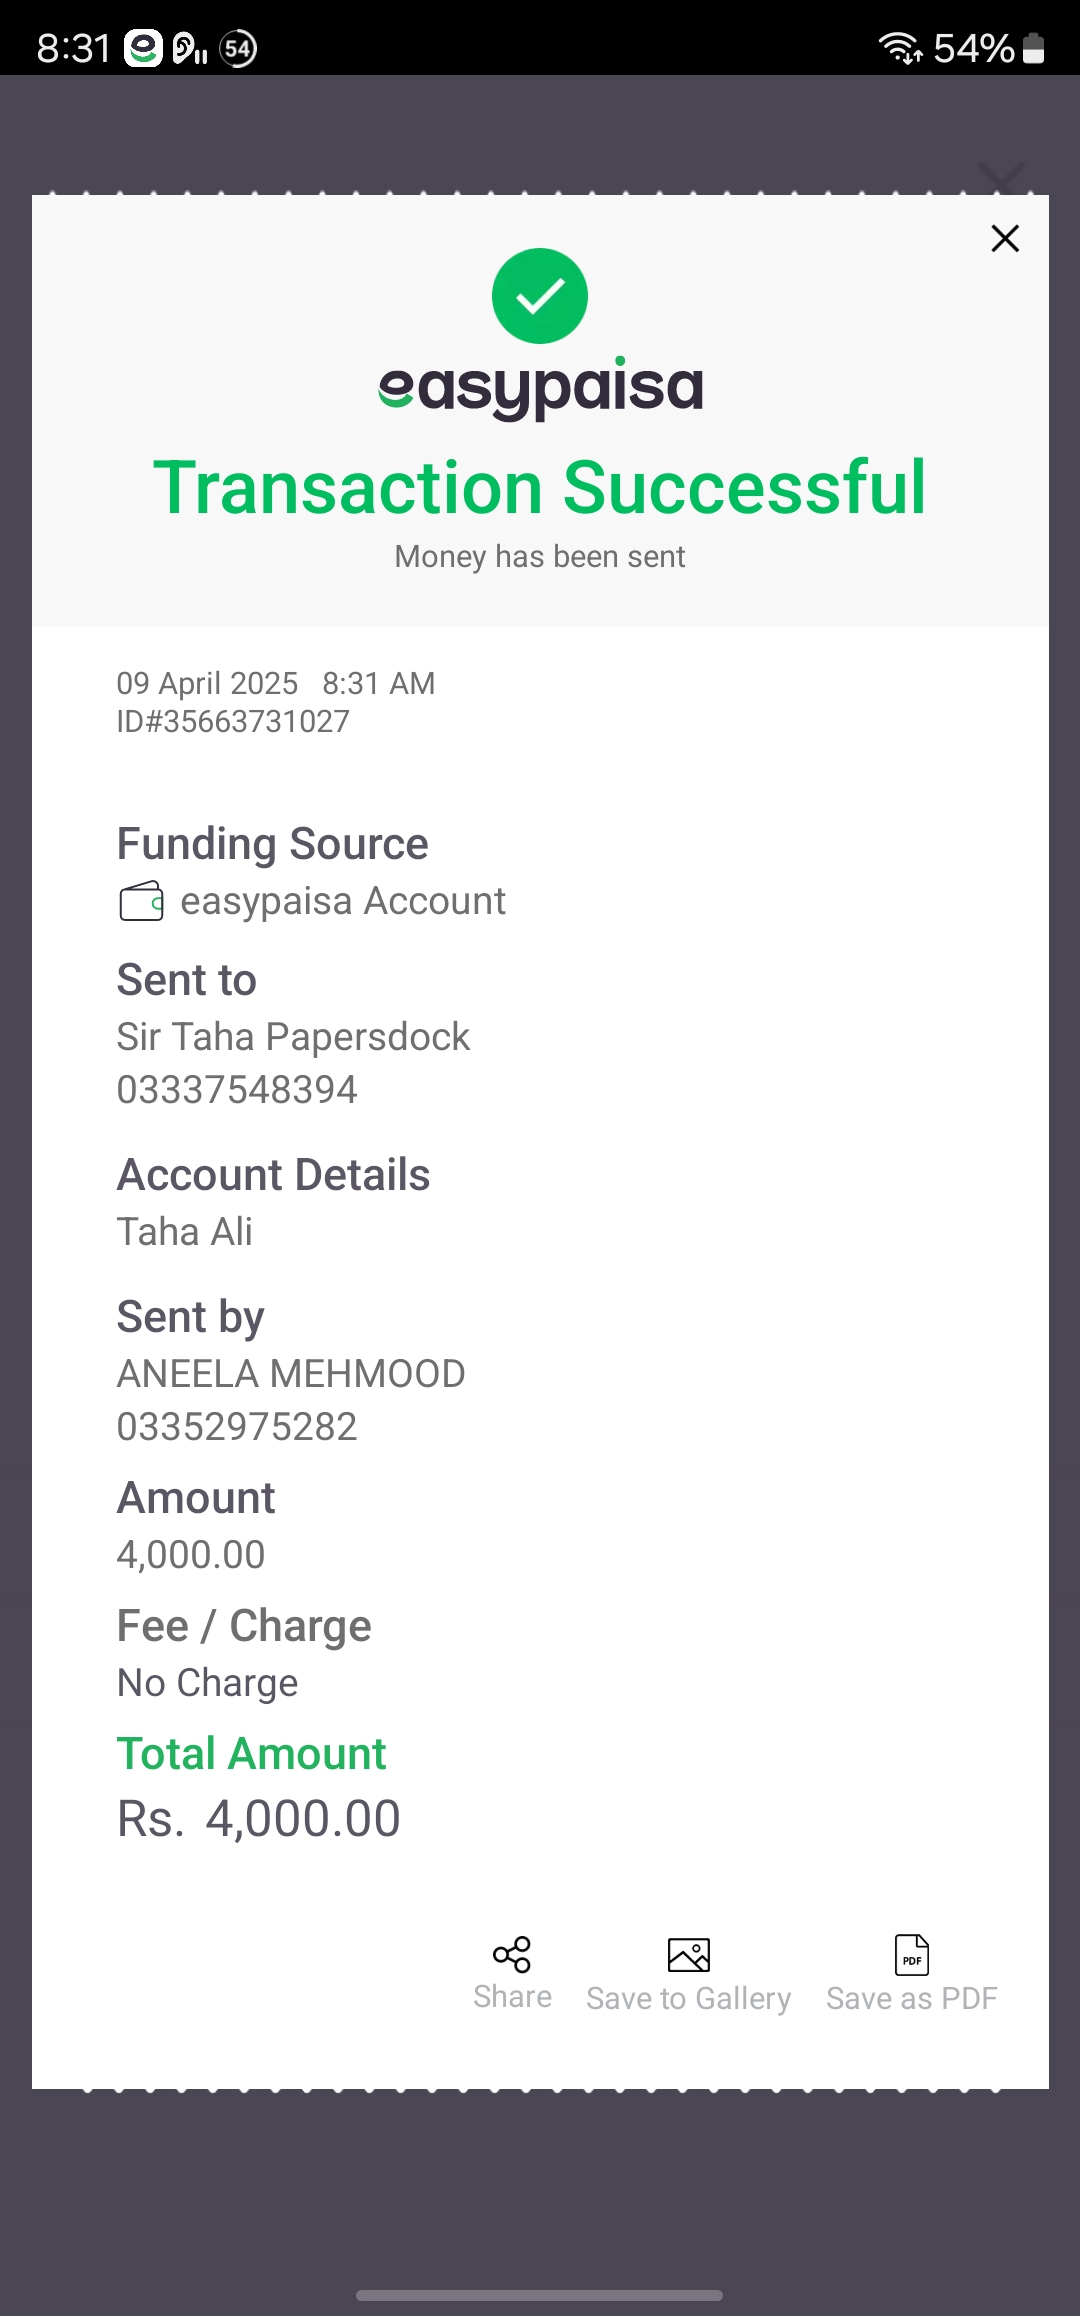 8:31
54
54%
easypaisa
Transaction Successful
Money has been sent
09 April 2025 8:31 AM
ID#35663731027
Funding Source
easypaisa Account
Sent to
Sir Taha Papersdock
03337548394
Account Details
Taha Ali
Sent by
ANEELA MEHMOOD
03352975282
Amount
4,000.00
Fee / Charge
No Charge
Total Amount
Rs. 4,000.00
PDF
Share
Save to Gallery
Save as PDF